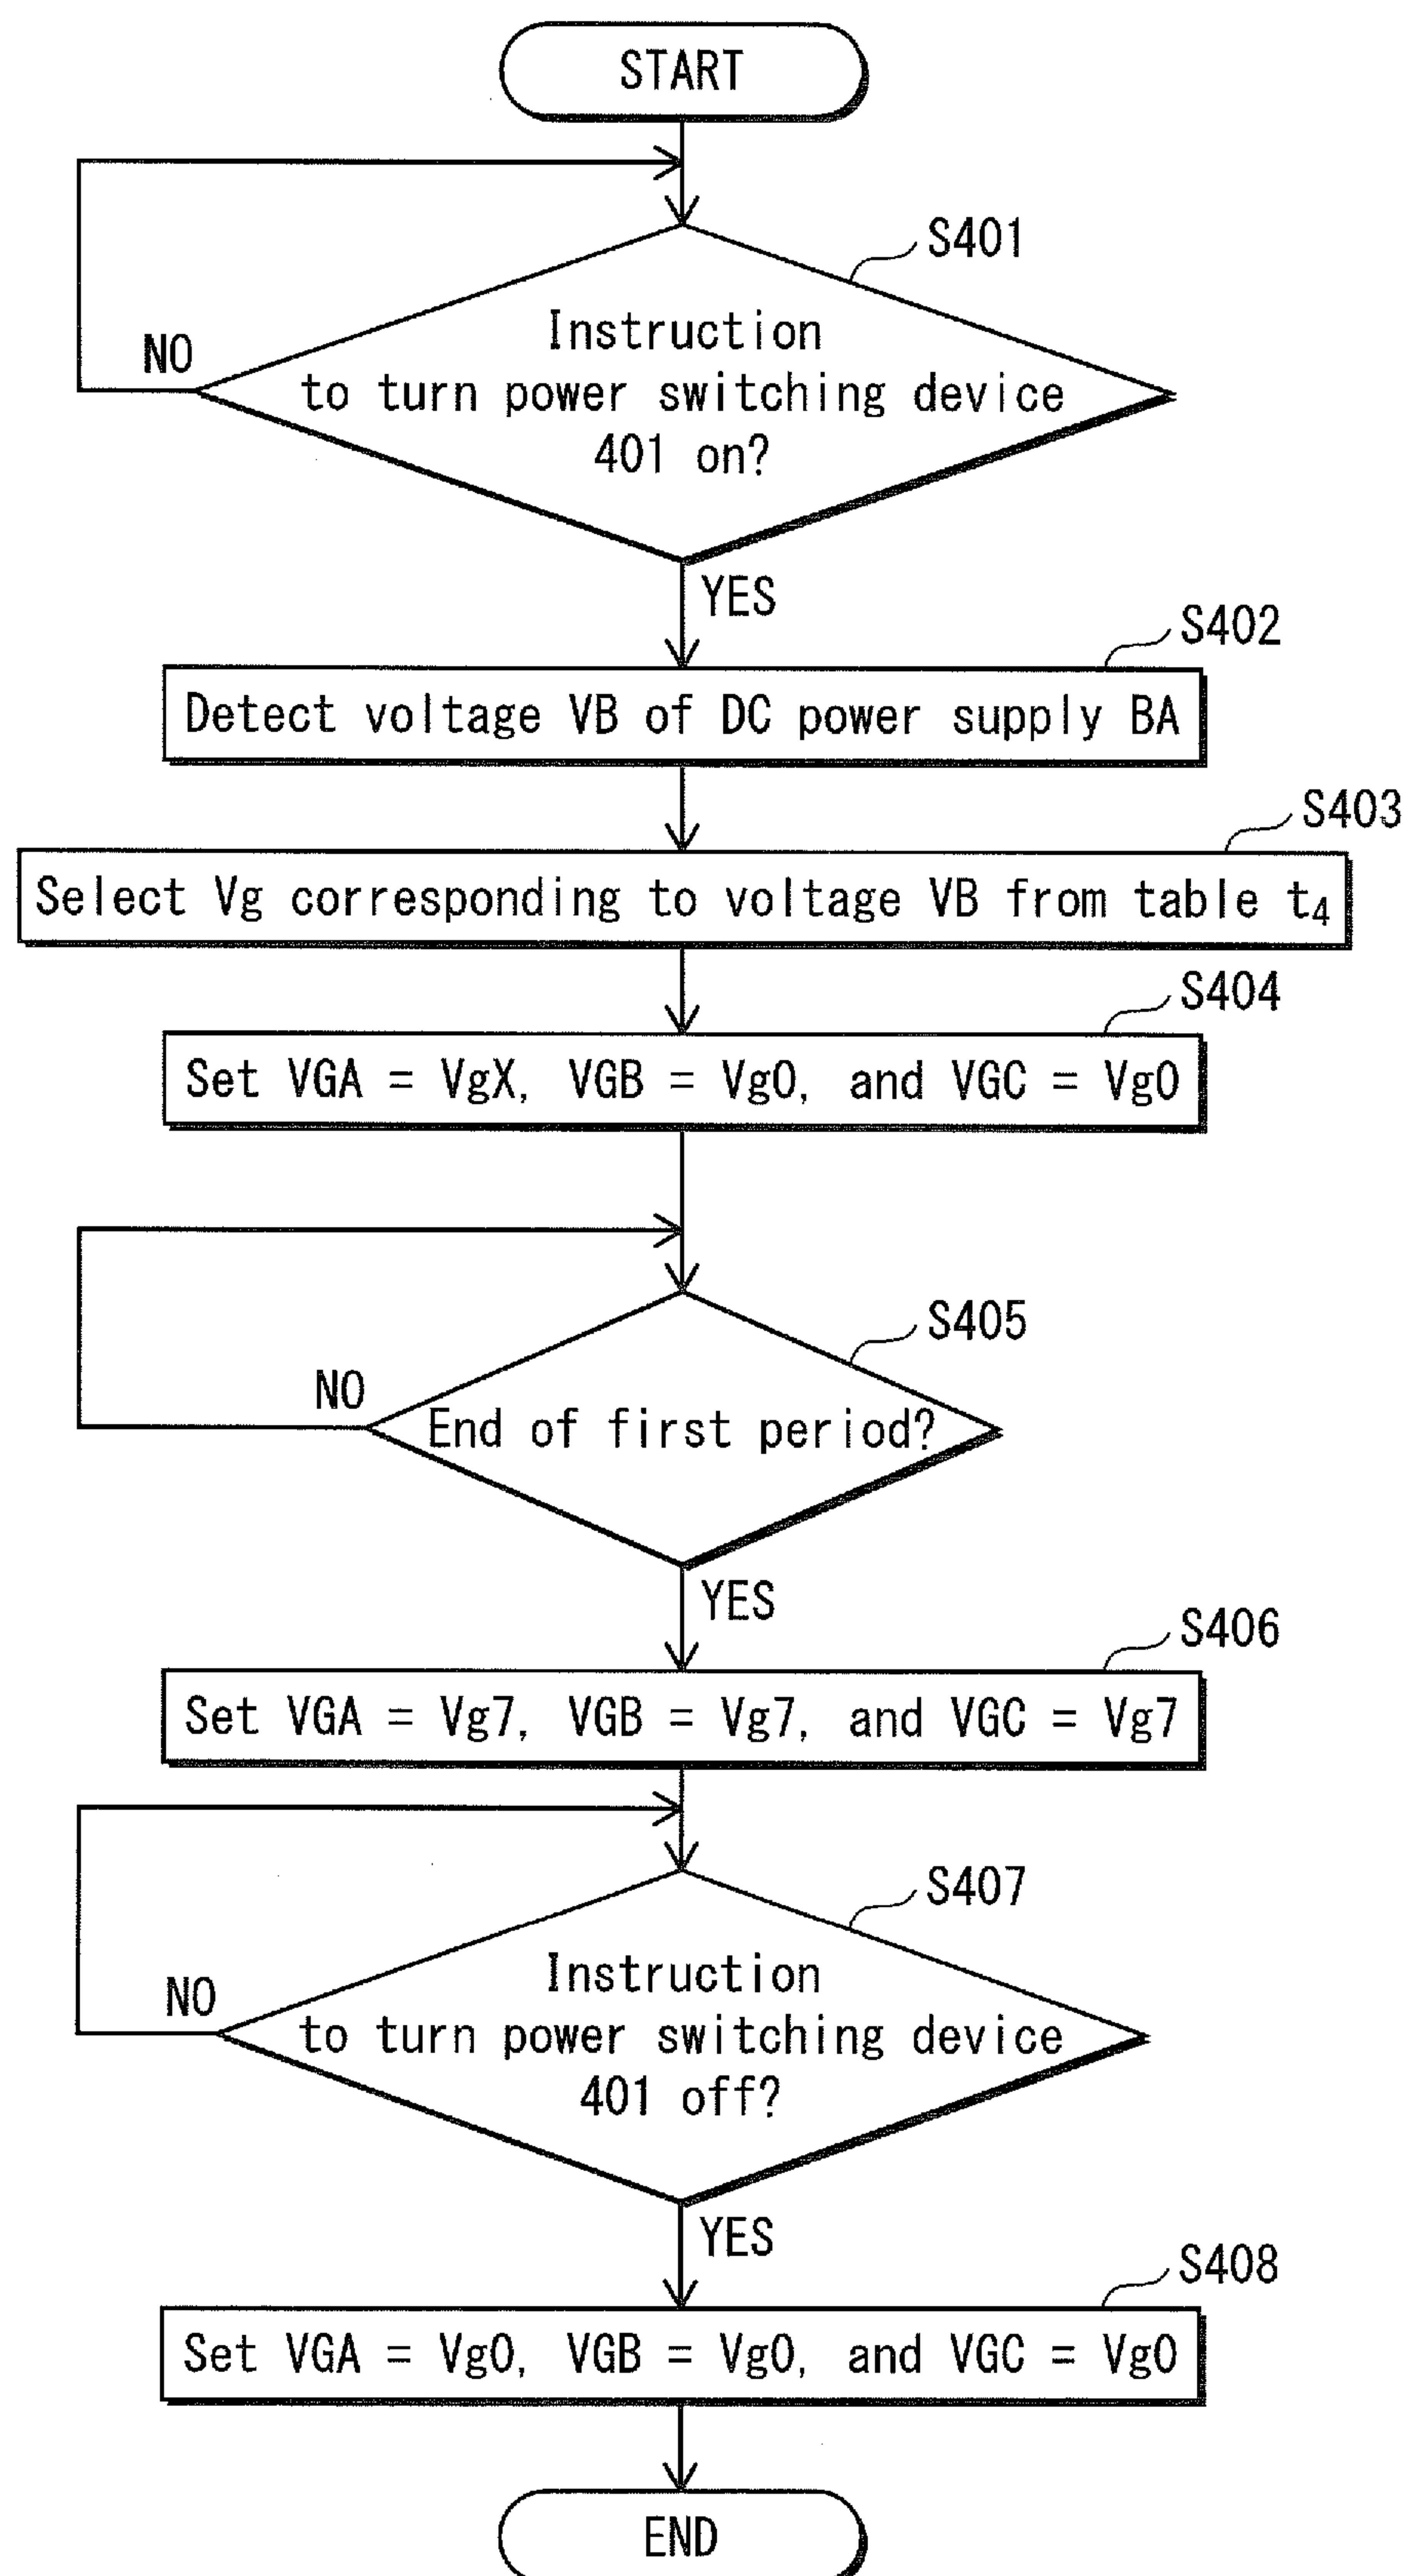 START
S401
NO
Instruction
to turn power switching device
401 on?
YES
S402
Detect voltage VB of DC power supply BA
S403
Select Vg corresponding to voltage VB from table t₄
S404
Set VGA = VgX, VGB = Vg0, and VGC = Vg0
S405
NO
End of first period?
YES
S406
Set VGA = Vg7, VGB = Vg7, and VGC = Vg7
S407
NO
Instruction
to turn power switching device
401 off?
YES
S408
Set VGA = Vg0, VGB = Vg0, and VGC = Vg0
END